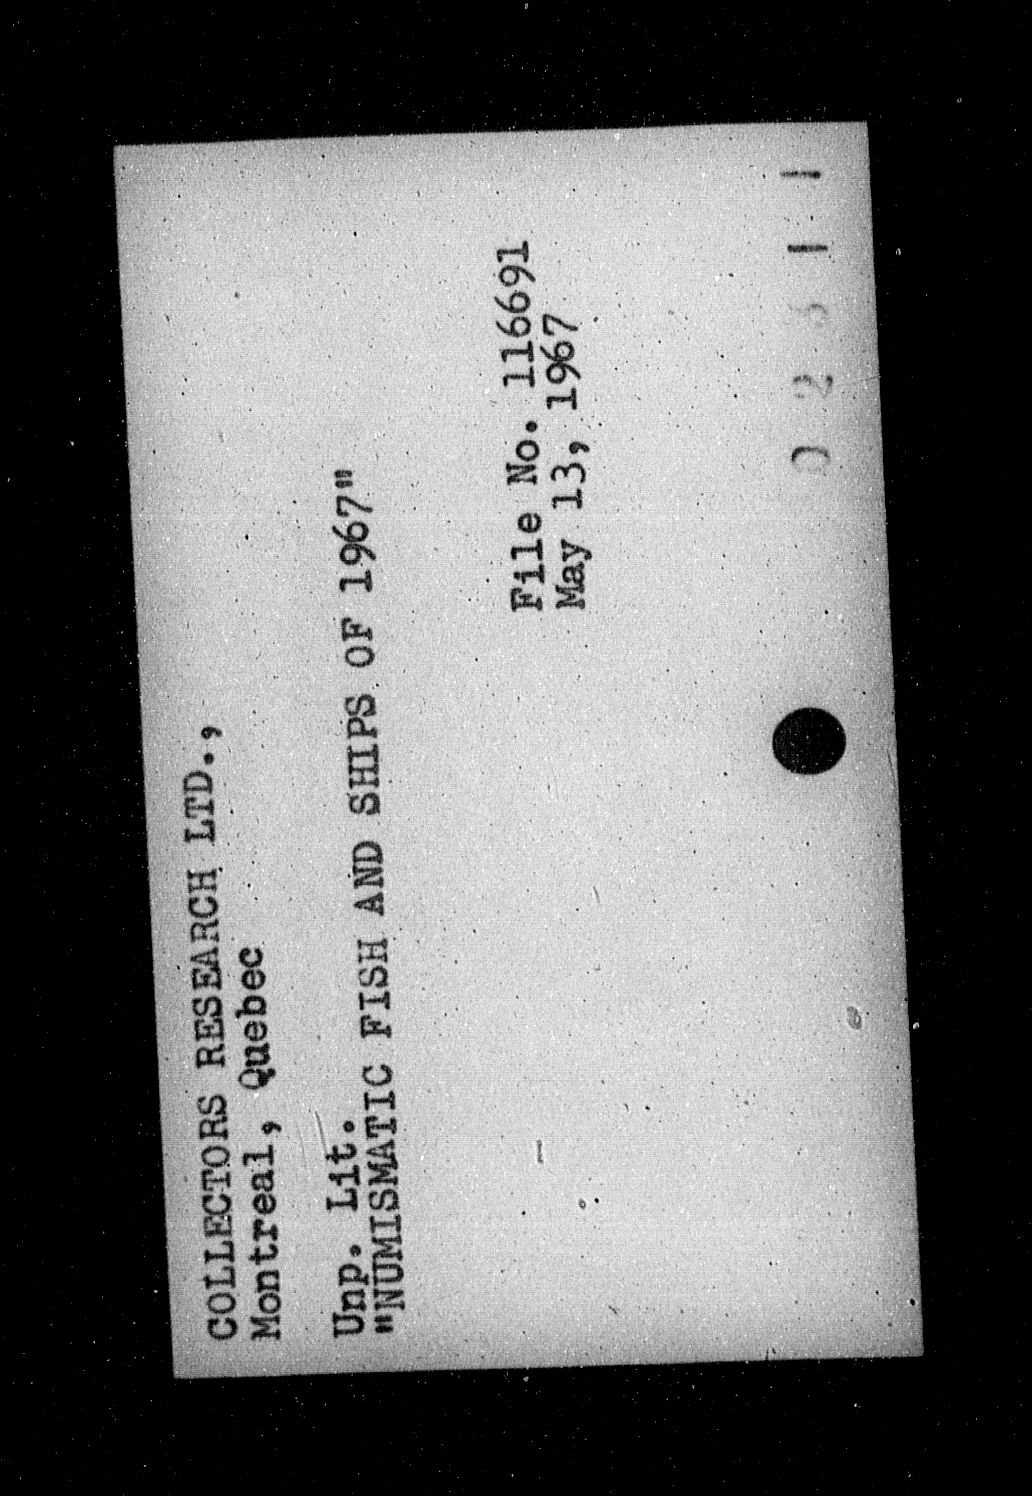 COLLECTORS RESEARCH LTD.,
Montreal, Quebec
Unp. Lit.
"NUMISMATIC FISH AND SHIPS OF 1967"
File No. 116691
May 13, 1967